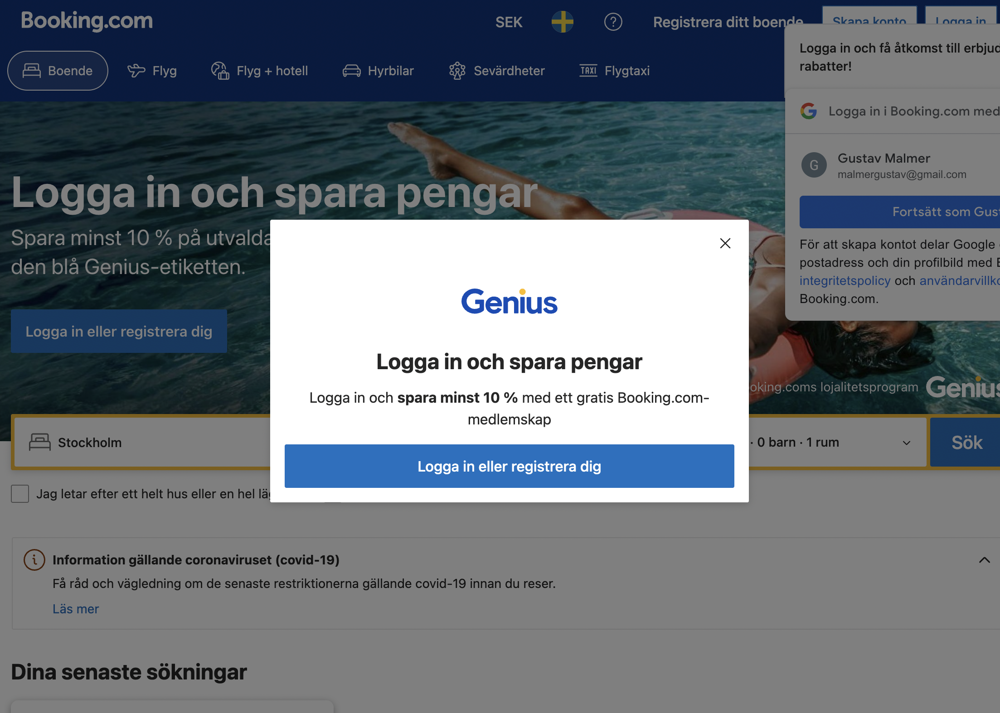 Booking.com
SEK
Registrera ditt boende
Skapa konto
Logga in
Boende
Flyg
Flyg + hotell
Hyrbilar
Sevärdheter
TAXI
Flygtaxi
Logga in och få åtkomst till
rabatter!
Logga in i Booking.com med
G
Gustav Malmer
malmergustav@gmail.com
Fortsätt som
För att skapa kontot delar Google
postadress och din profilbild med
integritetspolicy och
Booking.com.
Logga in och spara pengar
Spara minst 10 % på utvalda
den blå Genius-etiketten.
Logga in eller registrera dig
Genius
Logga in och spara pengar
Logga in och spara minst 10 % med ett gratis Booking.com-
medlemskap
Logga in eller registrera dig
lojalitetsprogram
Genius
Stockholm
· 0 barn · 1 rum
Sök
Jag letar efter ett helt hus eller en hel
Information gällande coronaviruset (covid-19)
Få råd och vägledning om de senaste restriktionerna gällande covid-19 innan du reser.
Läs mer
Dina senaste sökningar